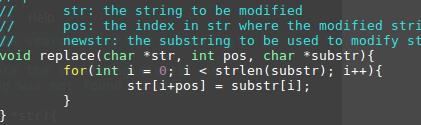 //      str: the string to be modified
//      pos: the index in str where the modified stri
//      newstr: the substring to be used to modify st
void replace(char *str, int pos, char *substr){
        for(int i = 0; i < strlen(substr); i++){
                str[i+pos] = substr[i];
        }
}